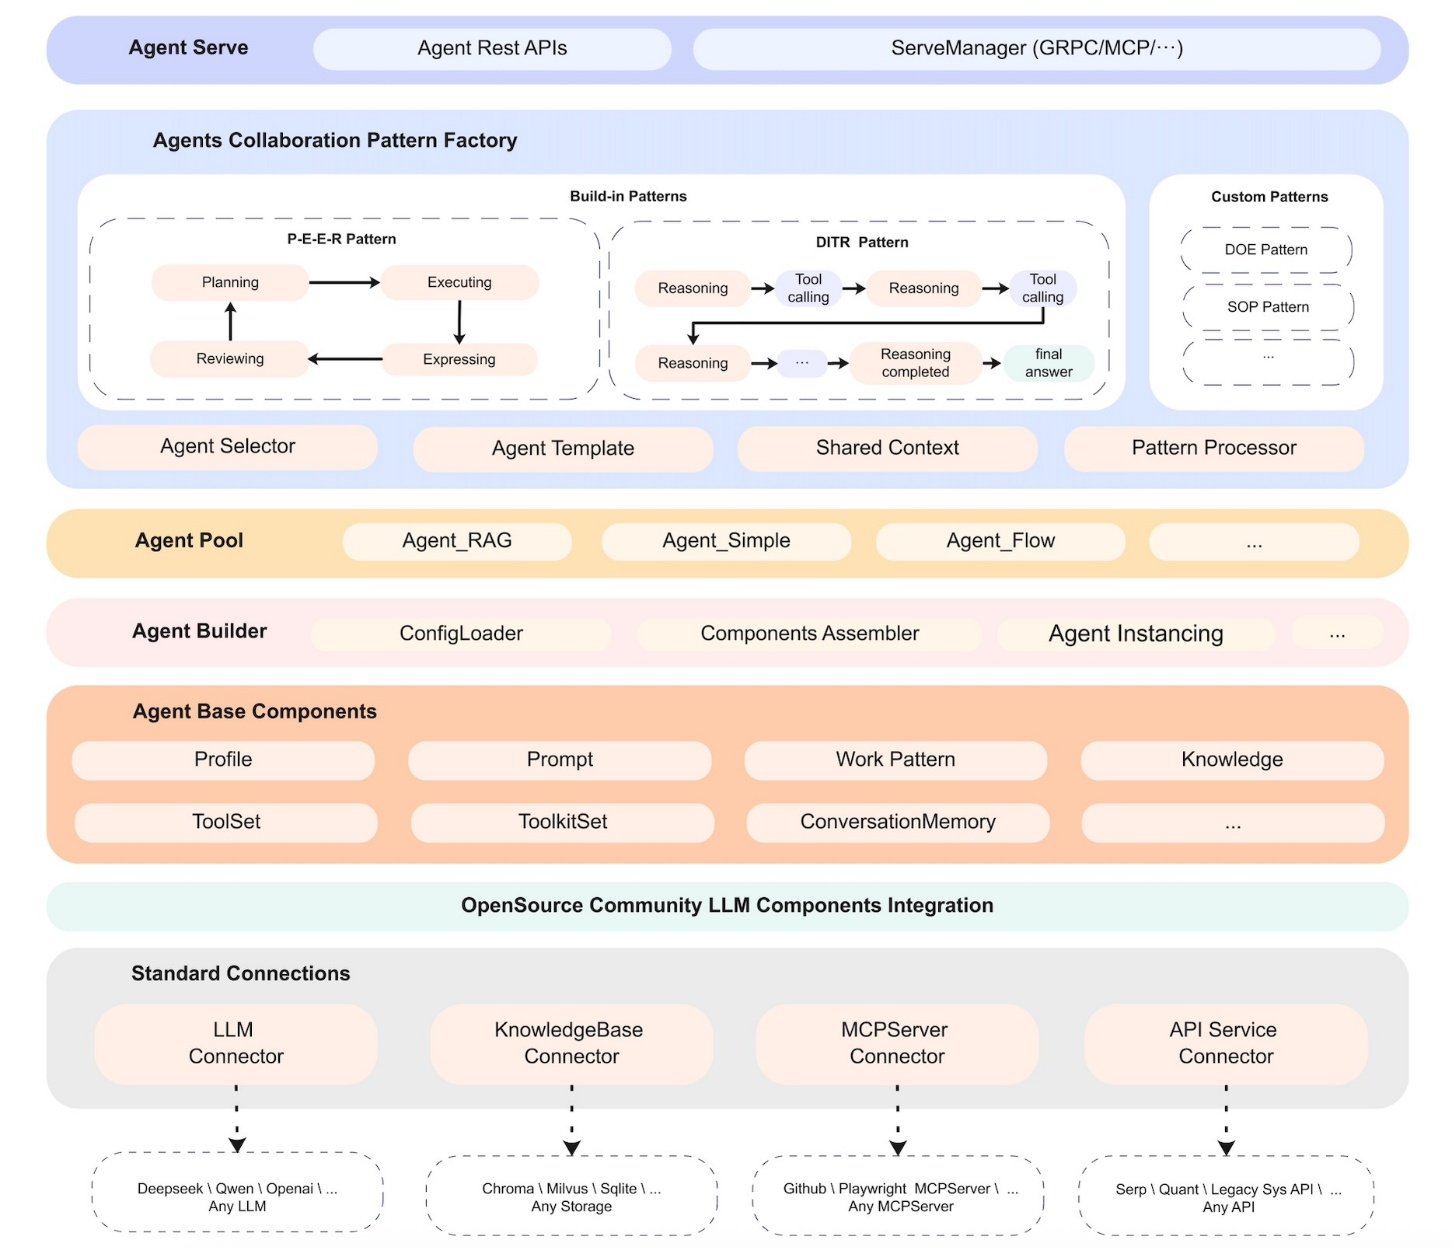 Agent Serve
Agent Rest APIs
ServeManager (GRPC/MCP/···)
Agents Collaboration Pattern Factory
Build-in Patterns
P-E-E-R Pattern
Planning
Executing
Reviewing
Expressing
DITR Pattern
Reasoning
Tool
calling
Reasoning
Tool
calling
Reasoning
...
Reasoning
completed
final
answer
Custom Patterns
DOE Pattern
SOP Pattern
...
Agent Selector
Agent Template
Shared Context
Pattern Processor
Agent Pool
Agent_RAG
Agent_Simple
Agent_Flow
...
Agent Builder
ConfigLoader
Components Assembler
Agent Instancing
...
Agent Base Components
Profile
Prompt
Work Pattern
Knowledge
ToolSet
ToolkitSet
ConversationMemory
...
OpenSource Community LLM Components Integration
Standard Connections
LLM
Connector
KnowledgeBase
Connector
MCPServer
Connector
API Service
Connector
Deepseek \ Qwen \ Openai \ ...
Any LLM
Chroma \ Milvus \ Sqlite \ ...
Any Storage
Github \ Playwright MCPServer \ ...
Any MCPServer
Serp \ Quant \ Legacy Sys API \ ...
Any API